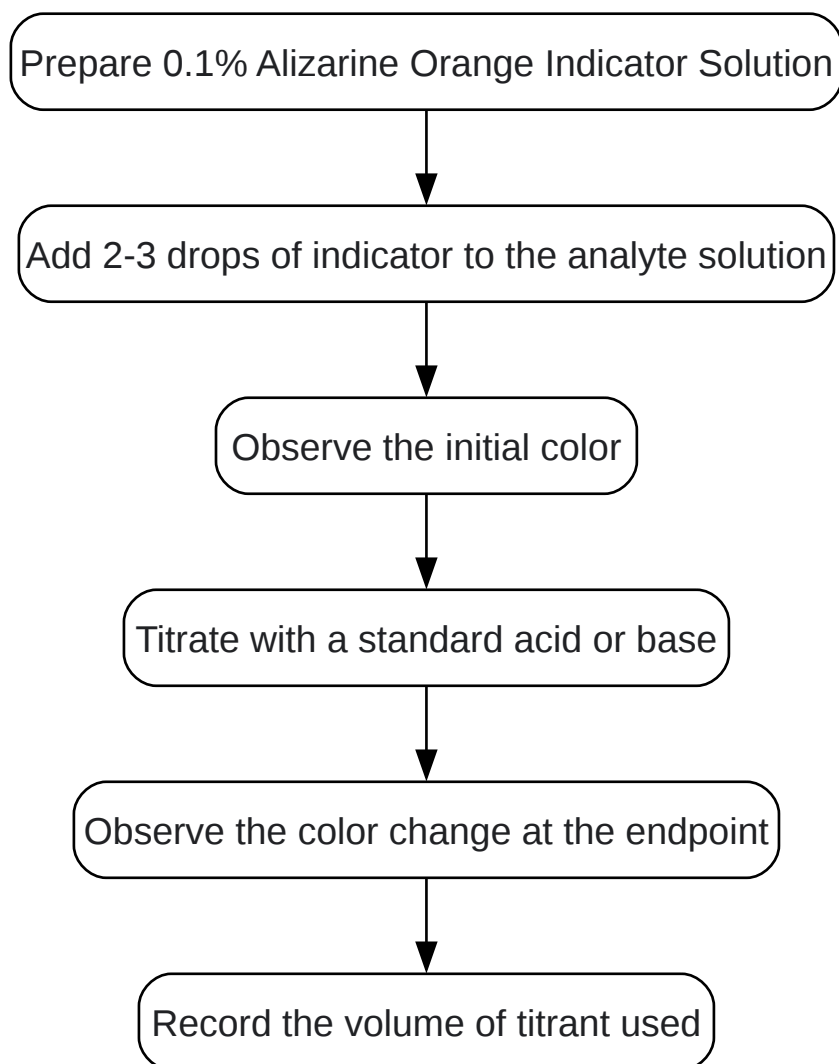 Prepare 0.1% Alizarine Orange Indicator Solution
Add 2-3 drops of indicator to the analyte solution
Observe the initial color
Titrate with a standard acid or base
Observe the color change at the endpoint
Record the volume of titrant used